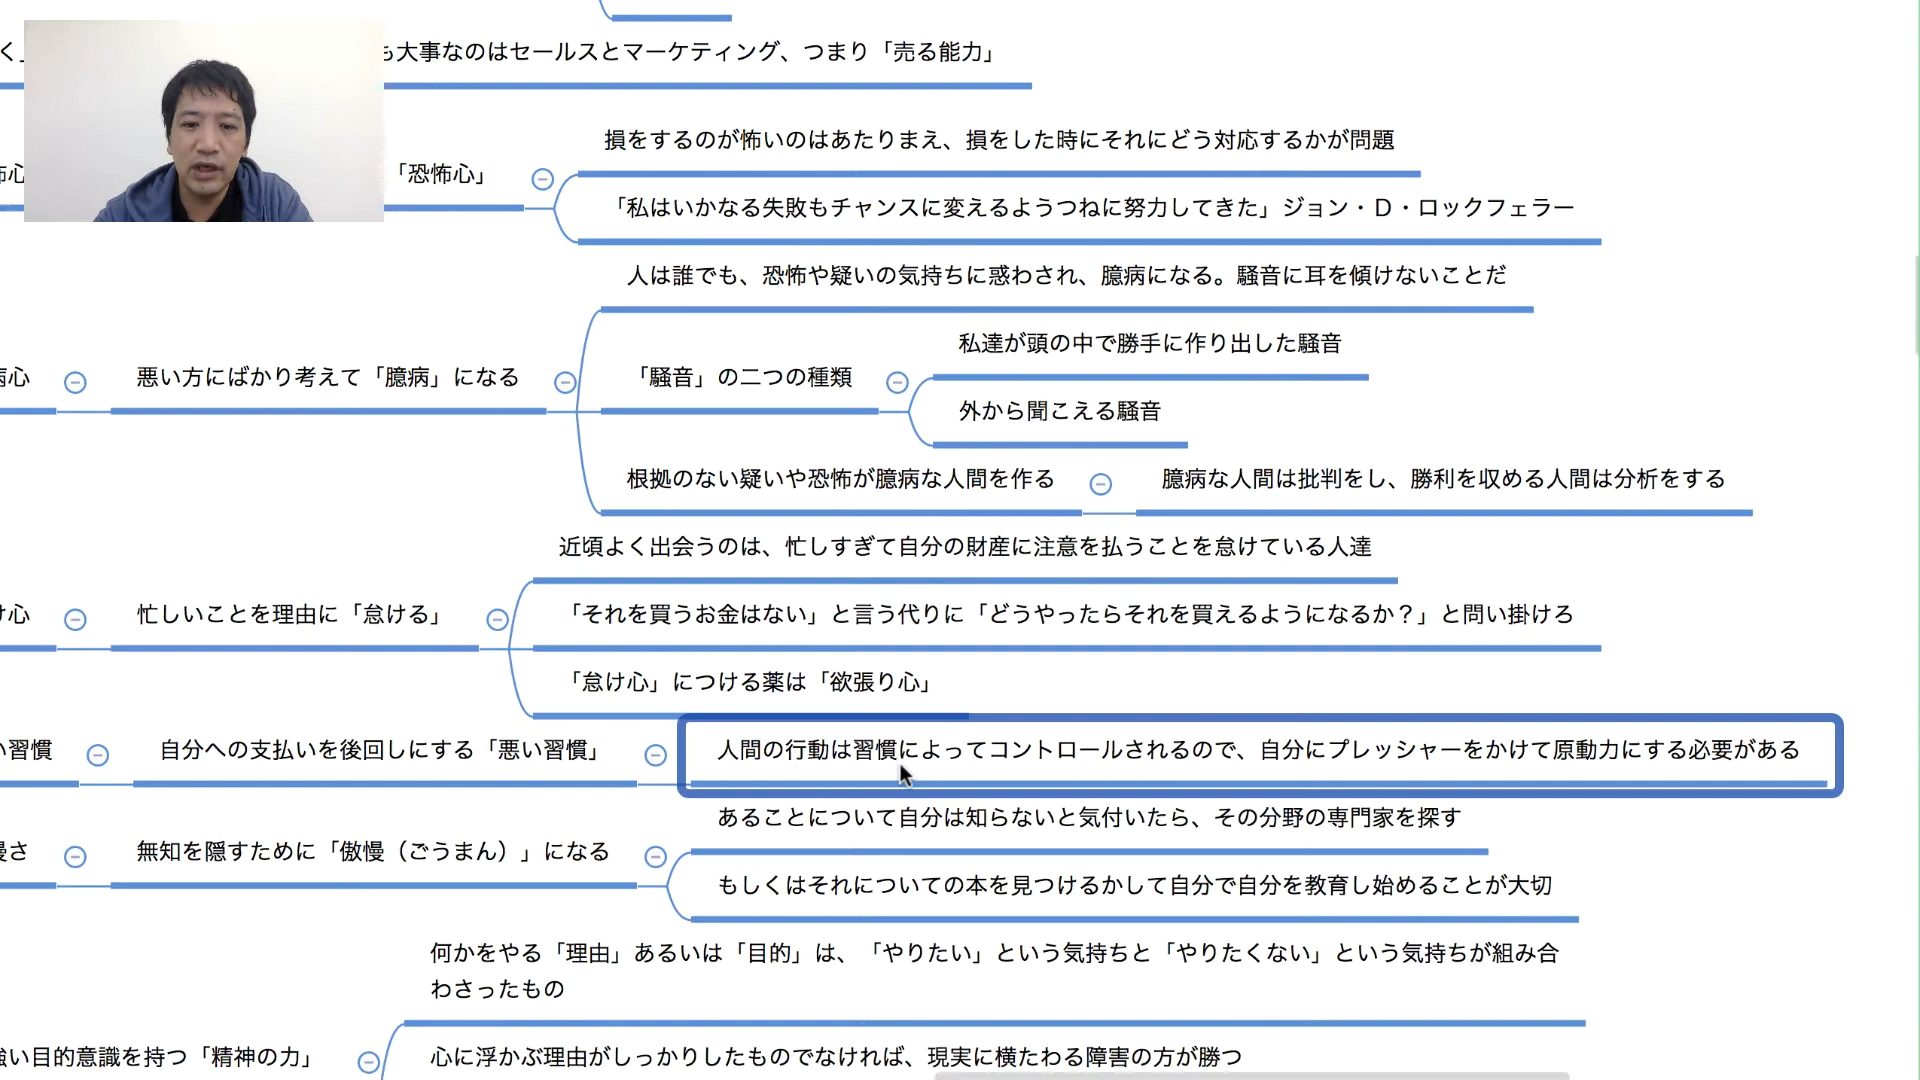 く」
も大事なのはセールスとマーケティング、つまり「売る能力」
損をするのが怖いのはあたりまえ、損をした時にそれにどう対応するかが問題
怖心
「恐怖心」
「私はいかなる失敗もチャンスに変えるようつねに努力してきた」ジョン・D・ロックフェラー
人は誰でも、恐怖や疑いの気持ちに惑わされ、臆病になる。騒音に耳を傾けないことだ
私達が頭の中で勝手に作り出した騒音
病心
悪い方にばかり考えて「臆病」になる
「騒音」の二つの種類
外から聞こえる騒音
根拠のない疑いや恐怖が臆病な人間を作る
臆病な人間は批判をし、勝利を収める人間は分析をする
近頃よく出会うのは、忙しすぎて自分の財産に注意を払うことを怠けている人達
け心
忙しいことを理由に「怠ける」
「それを買うお金はない」と言う代りに「どうやったらそれを買えるようになるか？」と問い掛けろ
「怠け心」につける薬は「欲張り心」
い習慣
自分への支払いを後回しにする「悪い習慣」
人間の行動は習慣によってコントロールされるので、自分にプレッシャーをかけて原動力にする必要がある
あることについて自分は知らないと気付いたら、その分野の専門家を探す
慢さ
無知を隠すために「傲慢（ごうまん）」になる
もしくはそれについての本を見つけるかして自分で自分を教育し始めることが大切
何かをやる「理由」あるいは「目的」は、「やりたい」という気持ちと「やりたくない」という気持ちが組み合
わさったもの
強い目的意識を持つ「精神の力」
心に浮かぶ理由がしっかりしたものでなければ、現実に横たわる障害の方が勝つ